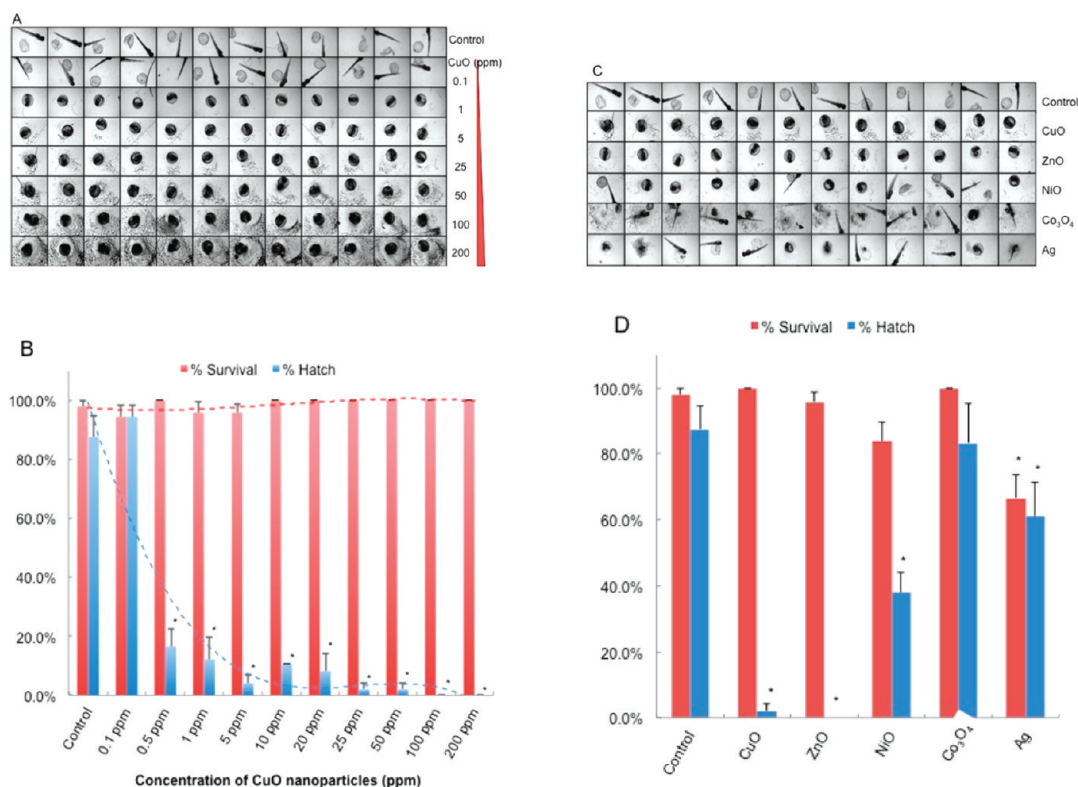 A
Control
CuO (ppm)
0.1
1
5
25
50
100
200
C
Control
CuO
ZnO
NiO
Co₃O₄
Ag
B
% Survival % Hatch
100.0%
80.0%
60.0%
40.0%
20.0%
0.0%
* * * * * * * * *
Control 0.1 ppm 0.5 ppm 1 ppm 5 ppm 10 ppm 20 ppm 25 ppm 50 ppm 100 ppm 200 ppm
Concentration of CuO nanoparticles (ppm)
D
% Survival % Hatch
100.0%
80.0%
60.0%
40.0%
20.0%
0.0%
* * * * *
Control CuO ZnO NiO Co₃O₄ Ag